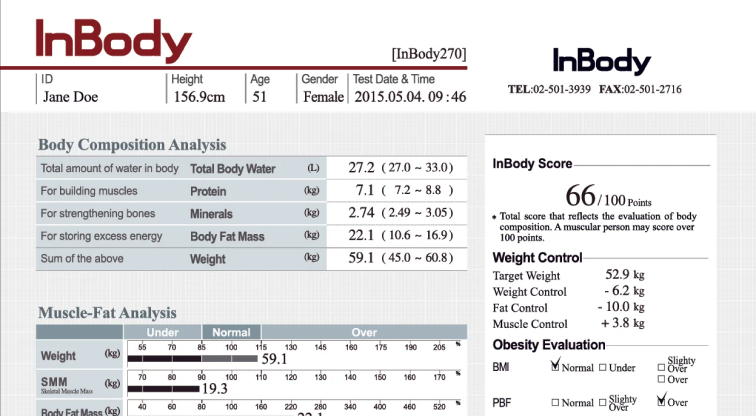 InBody
[InBody270]
InBody
TEL:02-501-3939 FAX:02-501-2716
ID Height Age Gender Test Date & Time
Jane Doe 156.9cm 51 Female 2015.05.04. 09:46
Body Composition Analysis
Total amount of water in body Total Body Water (L) 27.2 ( 27.0 ~ 33.0 )
For building muscles Protein (kg) 7.1 ( 7.2 ~ 8.8 )
For strengthening bones Minerals (kg) 2.74 ( 2.49 ~ 3.05 )
For storing excess energy Body Fat Mass (kg) 22.1 ( 10.6 ~ 16.9 )
Sum of the above Weight (kg) 59.1 ( 45.0 ~ 60.8 )
Muscle-Fat Analysis
Under Normal Over
Weight (kg) 55 70 85 100 115 130 145 160 175 190 205 %
59.1
SMM (kg) 70 80 90 100 110 120 130 140 150 160 170 %
Skeletal Muscle Mass
19.3
Body Fat Mass (kg) 40 60 80 100 160 220 280 340 400 460 520 %
InBody Score
66/100 Points
* Total score that reflects the evaluation of body
composition. A muscular person may score over
100 points.
Weight Control
Target Weight 52.9 kg
Weight Control - 6.2 kg
Fat Control - 10.0 kg
Muscle Control + 3.8 kg
Obesity Evaluation
BMI Normal Under Slighty Over
Over
PBF Normal Slighty Over Over